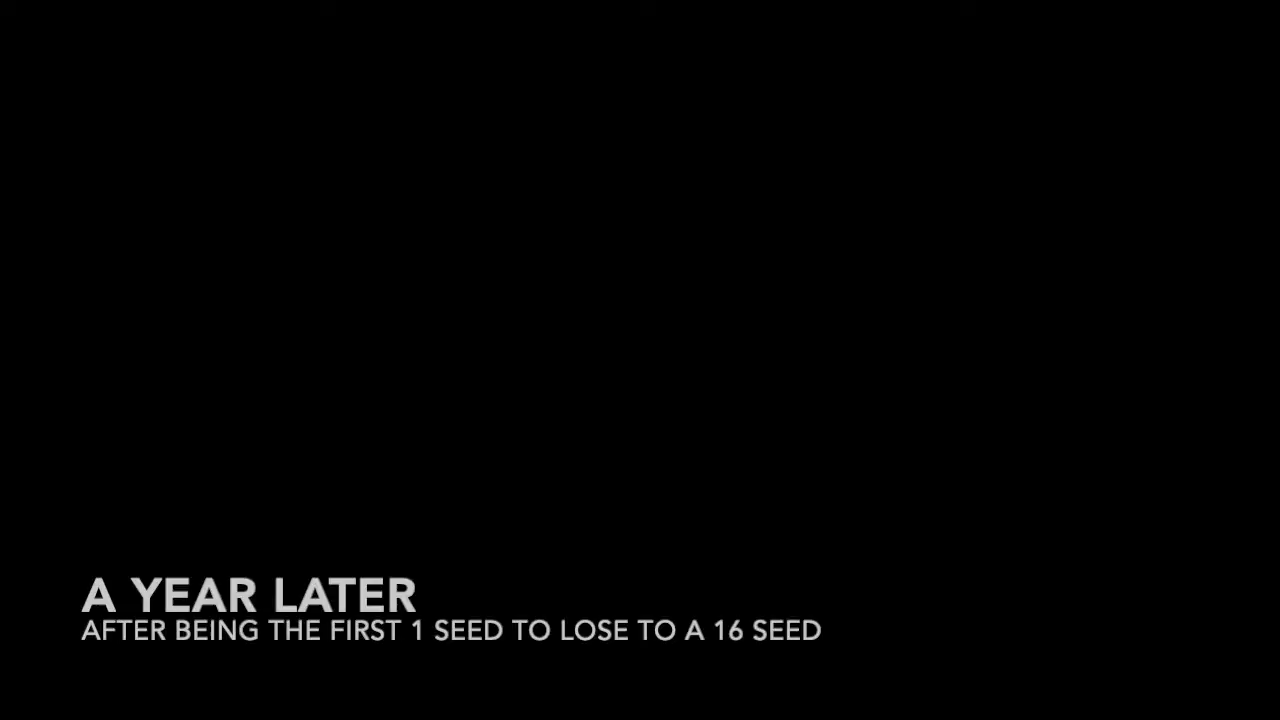 A YEAR LATER
AFTER BEING THE FIRST 1 SEED TO LOSE TO A 16 SEED